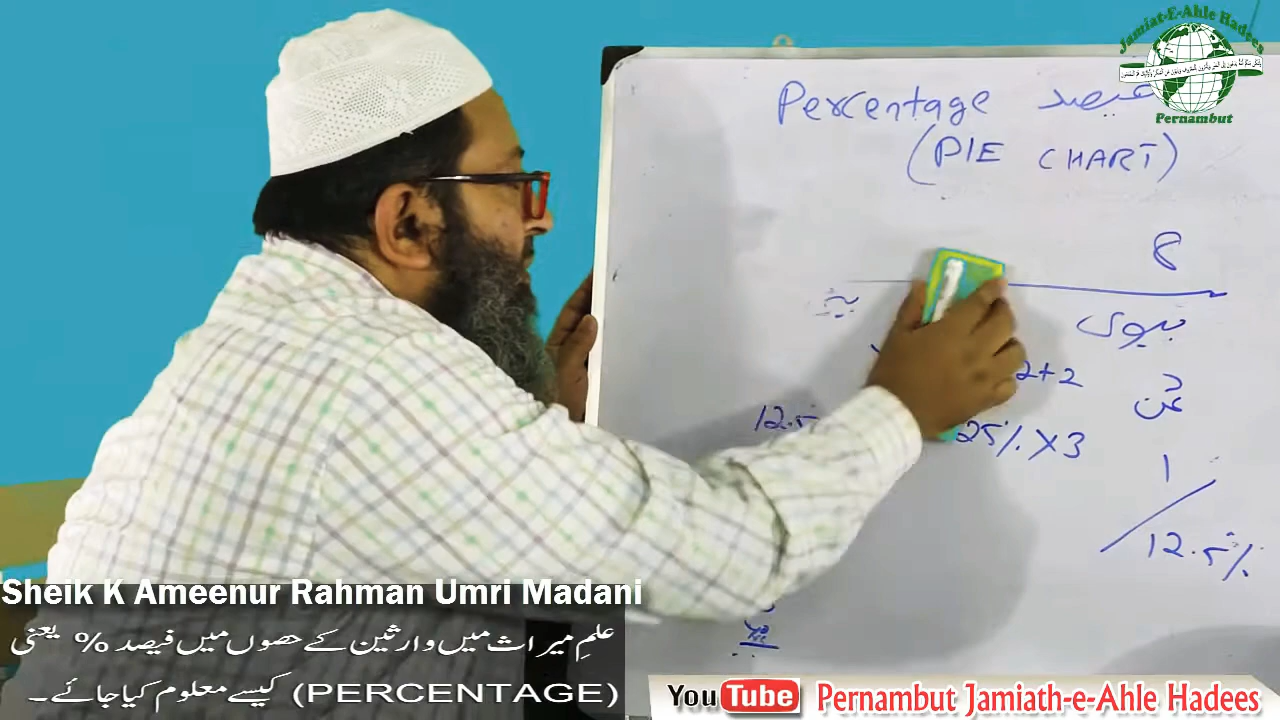 Jamiat-E-Ahle Hadees
Pernambut
Percentage
(PIE CHART)
8
بیوی
2+2
ثمن
12.5
25% X 3
1
12.5%
Sheik K Ameenur Rahman Umri Madani
علمِ میراث میں وارثین کے حصوں میں فیصد % یعنی
(PERCENTAGE) کیسے معلوم کیا جائے۔
YouTube Pernambut Jamiath-e-Ahle Hadees